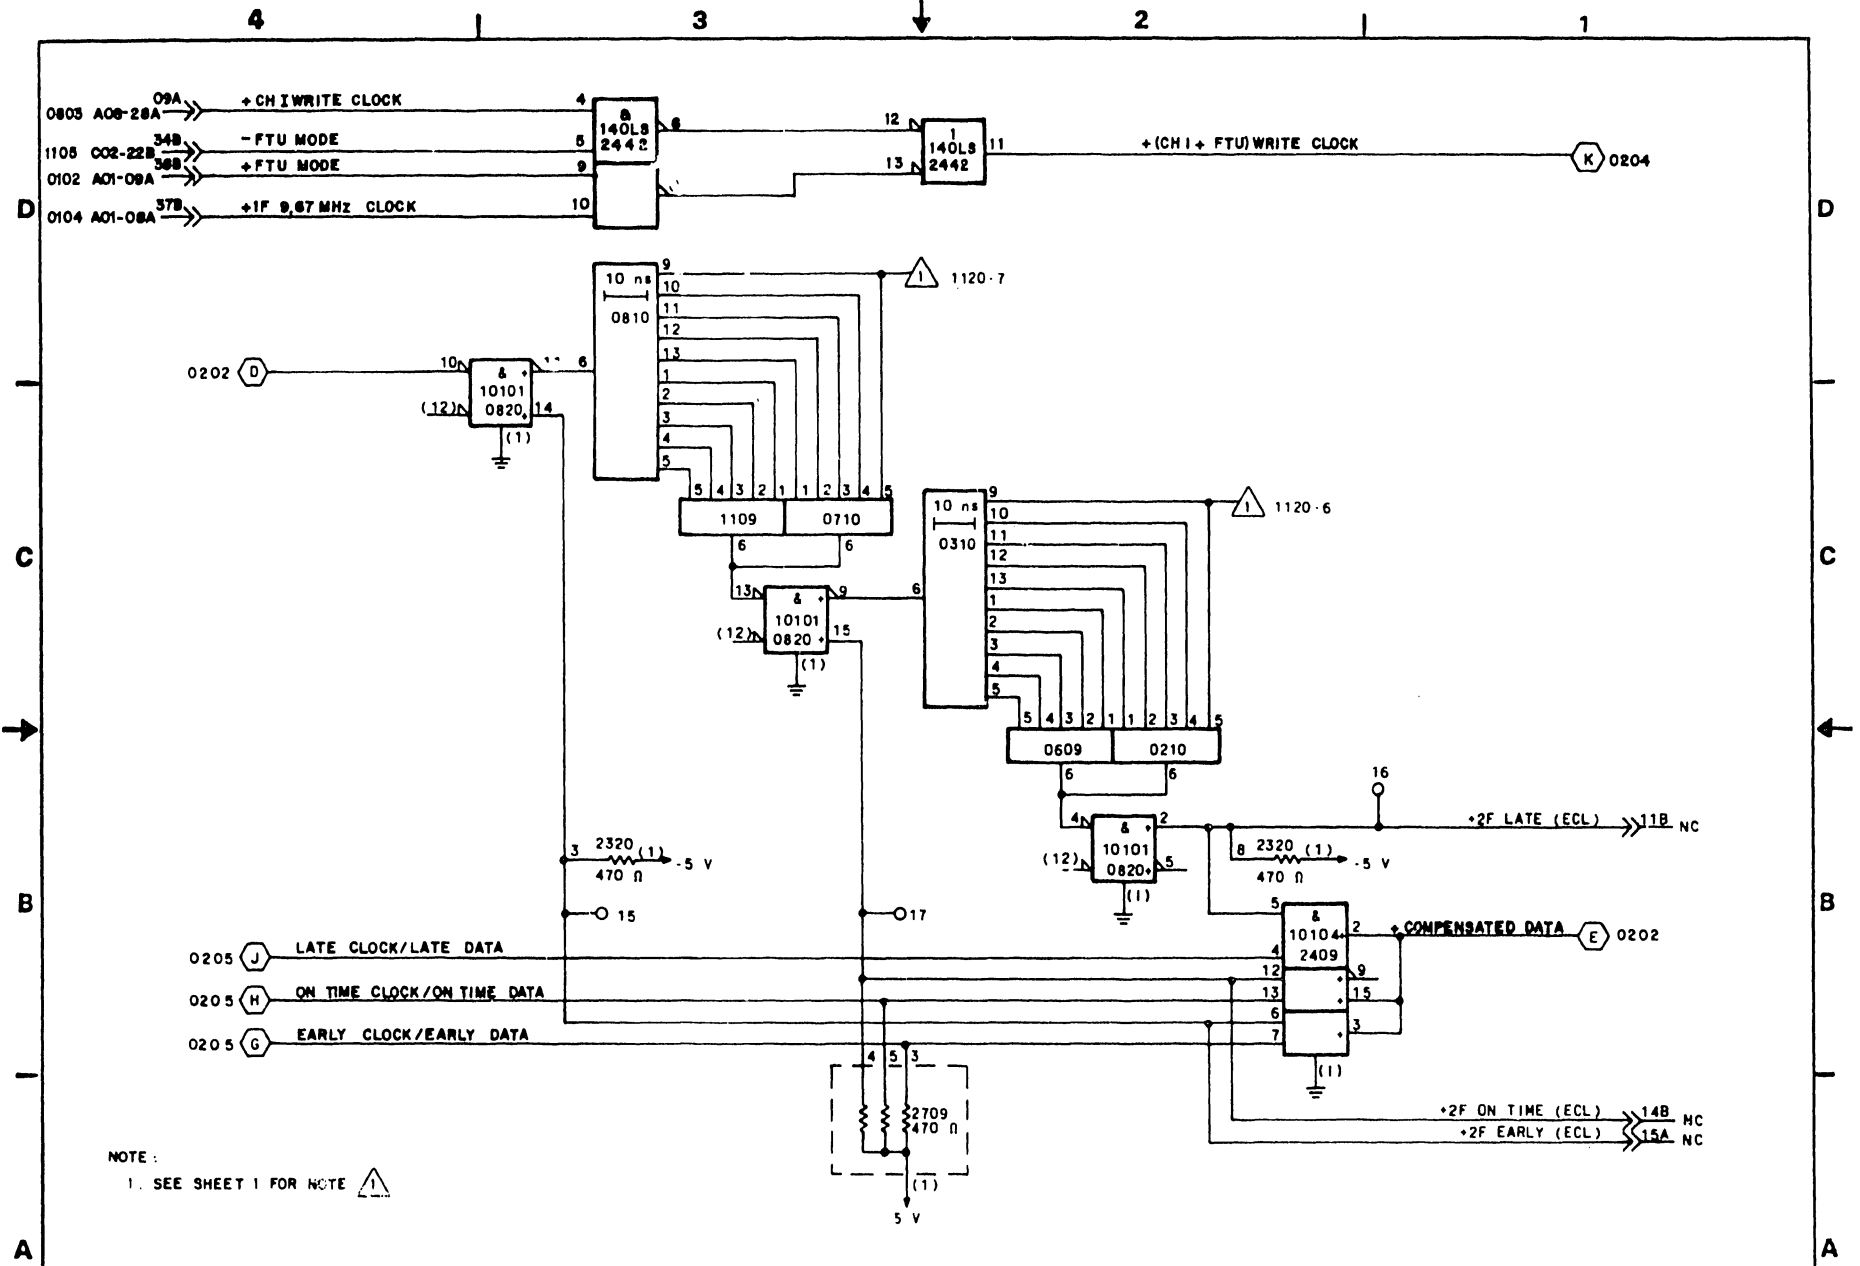 4 3 2 1
09A
0803 A08-28A + CH I WRITE CLOCK 4
34B
1105 C02-22B - FTU MODE 5
36B
0102 A01-09A + FTU MODE 9
37B
0104 A01-08A +1F 9,67 MHz CLOCK 10
&
140LS
2442
6
12
13
1
140LS
2442
11
+(CH I + FTU) WRITE CLOCK
K 0204
D D
10 ns
0810
9
10
11
12
13
1
2
3
4
5
1 1120-7
0202 D
10
&
10101
0820
(12)
14
(1)
6
5 4 3 2 1 1 2 3 4 5
1109 0710
6 6
C C
10 ns
0310
9
10
11
12
13
1
2
3
4
5
1 1120-6
13
&
10101
0820
(12)
9
15
(1)
6
5 4 3 2 1 1 2 3 4 5
0609 0210
6 6
16
4
&
10101
0820
(12)
2
5
(1)
+2F LATE (ECL) 11B NC
3 2320 (1) -5 V
470 Ω
8 2320 (1) -5 V
470 Ω
B B
15
17
5
&
10104
2409
2
+ COMPENSATED DATA E 0202
0205 J LATE CLOCK/LATE DATA 4
12 9
0205 H ON TIME CLOCK/ON TIME DATA 13 15
6 3
0205 G EARLY CLOCK/EARLY DATA 7
(1)
4 5 3
2709
470 Ω
(1)
5 V
+2F ON TIME (ECL) 14B NC
+2F EARLY (ECL) 15A NC
NOTE:
1. SEE SHEET 1 FOR NOTE 1
A A